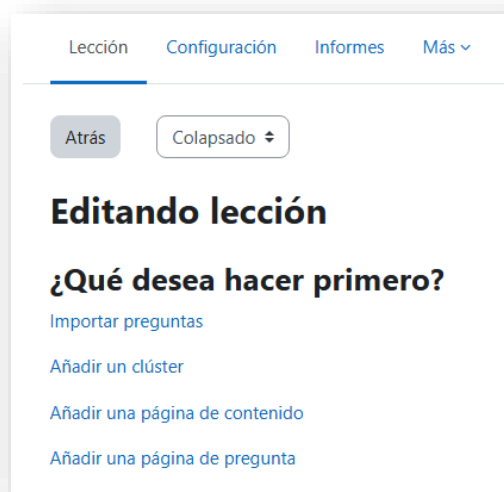 Lección Configuración Informes Más
Atrás Colapsado
Editando lección
¿Qué desea hacer primero?
Importar preguntas
Añadir un clúster
Añadir una página de contenido
Añadir una página de pregunta